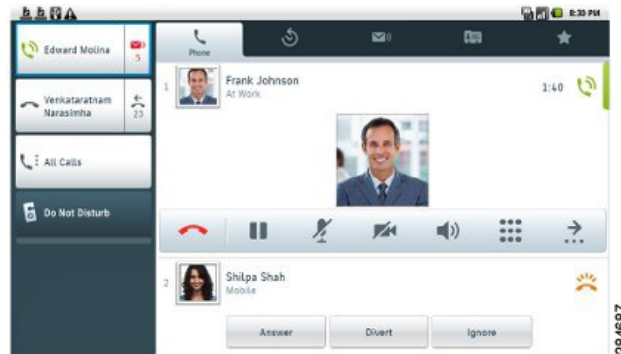 8:30 PM
Edward Molina
5
Venkataratnam
Narasimha
23
All Calls
Do Not Disturb
Phone
1
Frank Johnson
At Work
1:40
2
Shilpa Shah
Mobile
Answer
Divert
Ignore
284687